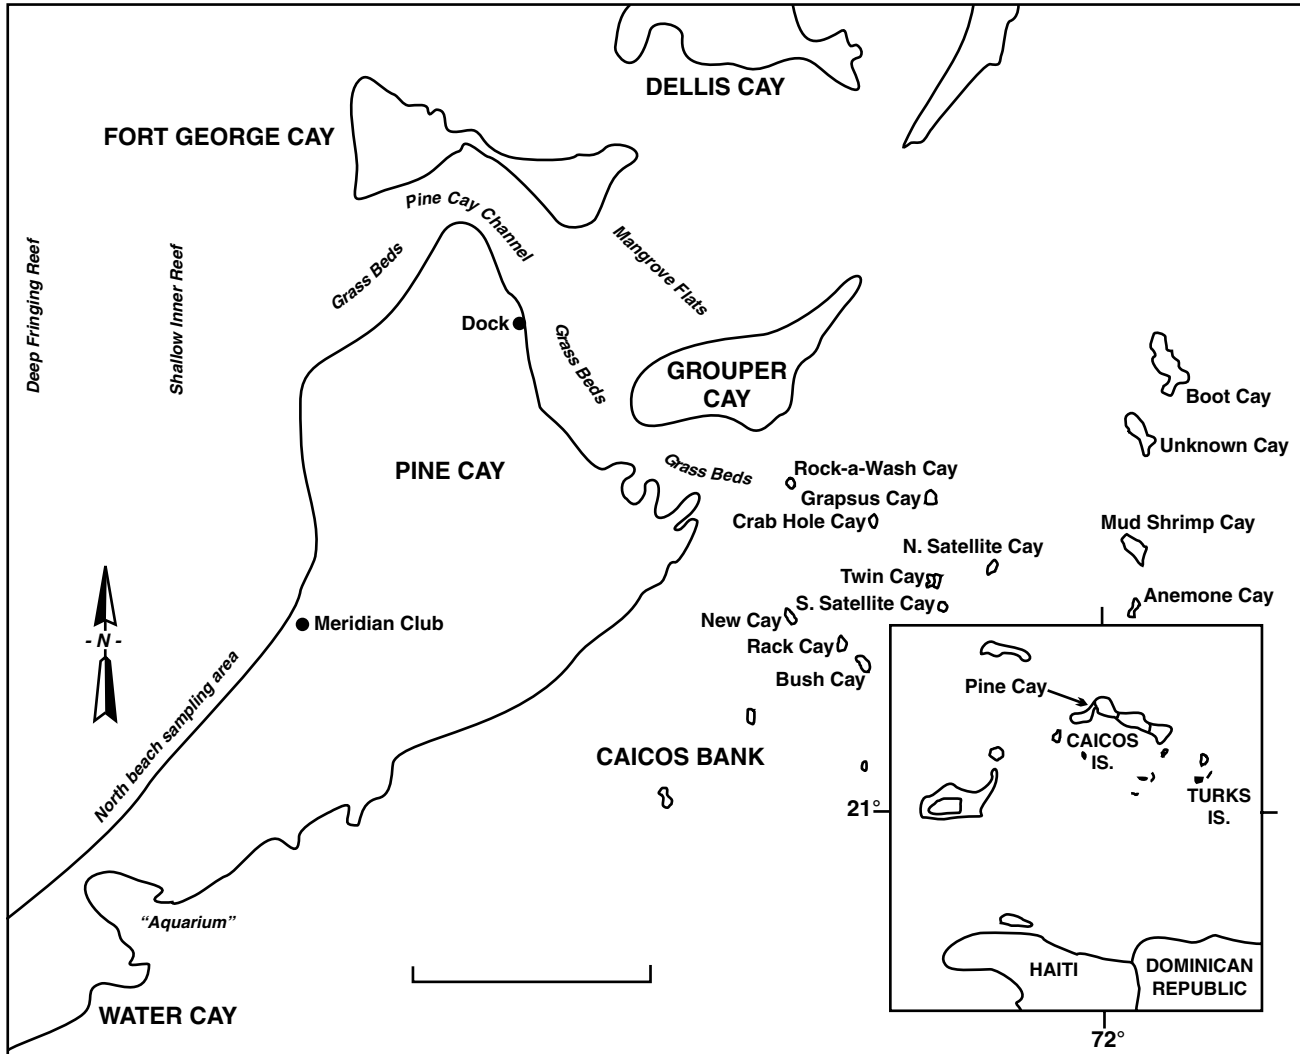 DELLIS CAY
FORT GEORGE CAY
Pine Cay Channel
Mangrove Flats
Grass Beds
Deep Fringing Reef
Shallow Inner Reef
Dock
Grass Beds
GROUPER
CAY
Boot Cay
Unknown Cay
PINE CAY
Grass Beds
Rock-a-Wash Cay
Grapsus Cay
Crab Hole Cay
Mud Shrimp Cay
N. Satellite Cay
Twin Cay
S. Satellite Cay
Anemone Cay
New Cay
Rack Cay
Bush Cay
Meridian Club
- N -
North beach sampling area
CAICOS BANK
Pine Cay
CAICOS
IS.
TURKS
IS.
21°
"Aquarium"
WATER CAY
HAITI
DOMINICAN
REPUBLIC
72°